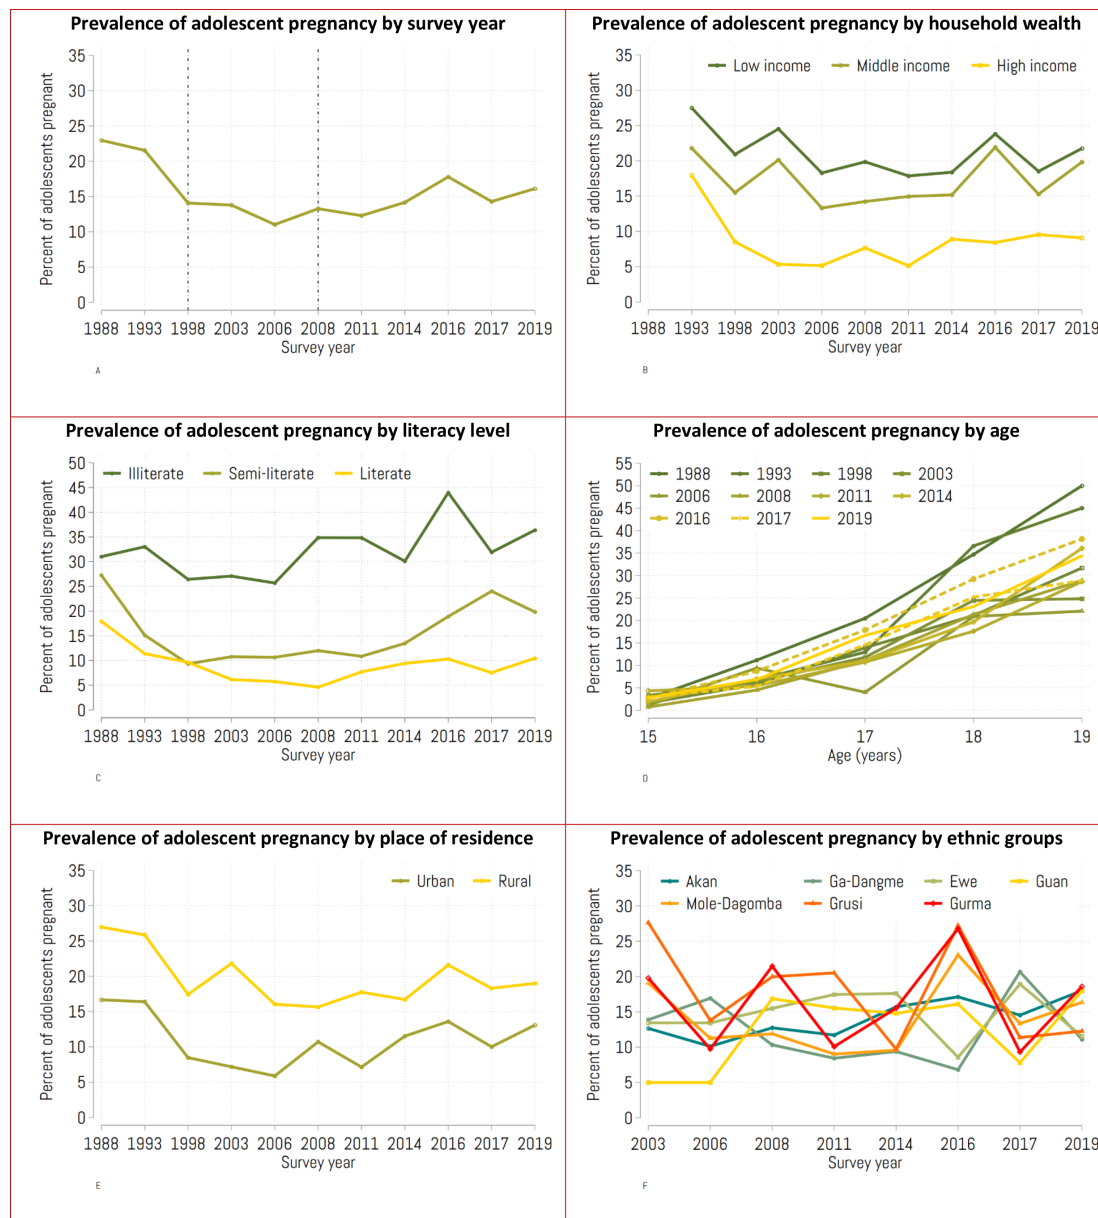 Prevalence of adolescent pregnancy by survey year
Percent of adolescents pregnant
35
30
25
20
15
10
5
0
1988 1993 1998 2003 2006 2008 2011 2014 2016 2017 2019
Survey year
A
Prevalence of adolescent pregnancy by household wealth
Low income Middle income High income
Percent of adolescents pregnant
35
30
25
20
15
10
5
0
1988 1993 1998 2003 2006 2008 2011 2014 2016 2017 2019
Survey year
B
Prevalence of adolescent pregnancy by literacy level
Illiterate Semi-literate Literate
Percent of adolescents pregnant
50
45
40
35
30
25
20
15
10
5
0
1988 1993 1998 2003 2006 2008 2011 2014 2016 2017 2019
Survey year
C
Prevalence of adolescent pregnancy by age
1988 1993 1998 2003
2006 2008 2011 2014
2016 2017 2019
Percent of adolescents pregnant
55
50
45
40
35
30
25
20
15
10
5
0
15 16 17 18 19
Age (years)
D
Prevalence of adolescent pregnancy by place of residence
Urban Rural
Percent of adolescents pregnant
35
30
25
20
15
10
5
0
1988 1993 1998 2003 2006 2008 2011 2014 2016 2017 2019
Survey year
E
Prevalence of adolescent pregnancy by ethnic groups
Akan Ga-Dangme Ewe Guan
Mole-Dagomba Grusi Gurma
Percent of adolescents pregnant
35
30
25
20
15
10
5
0
2003 2006 2008 2011 2014 2016 2017 2019
Survey year
F